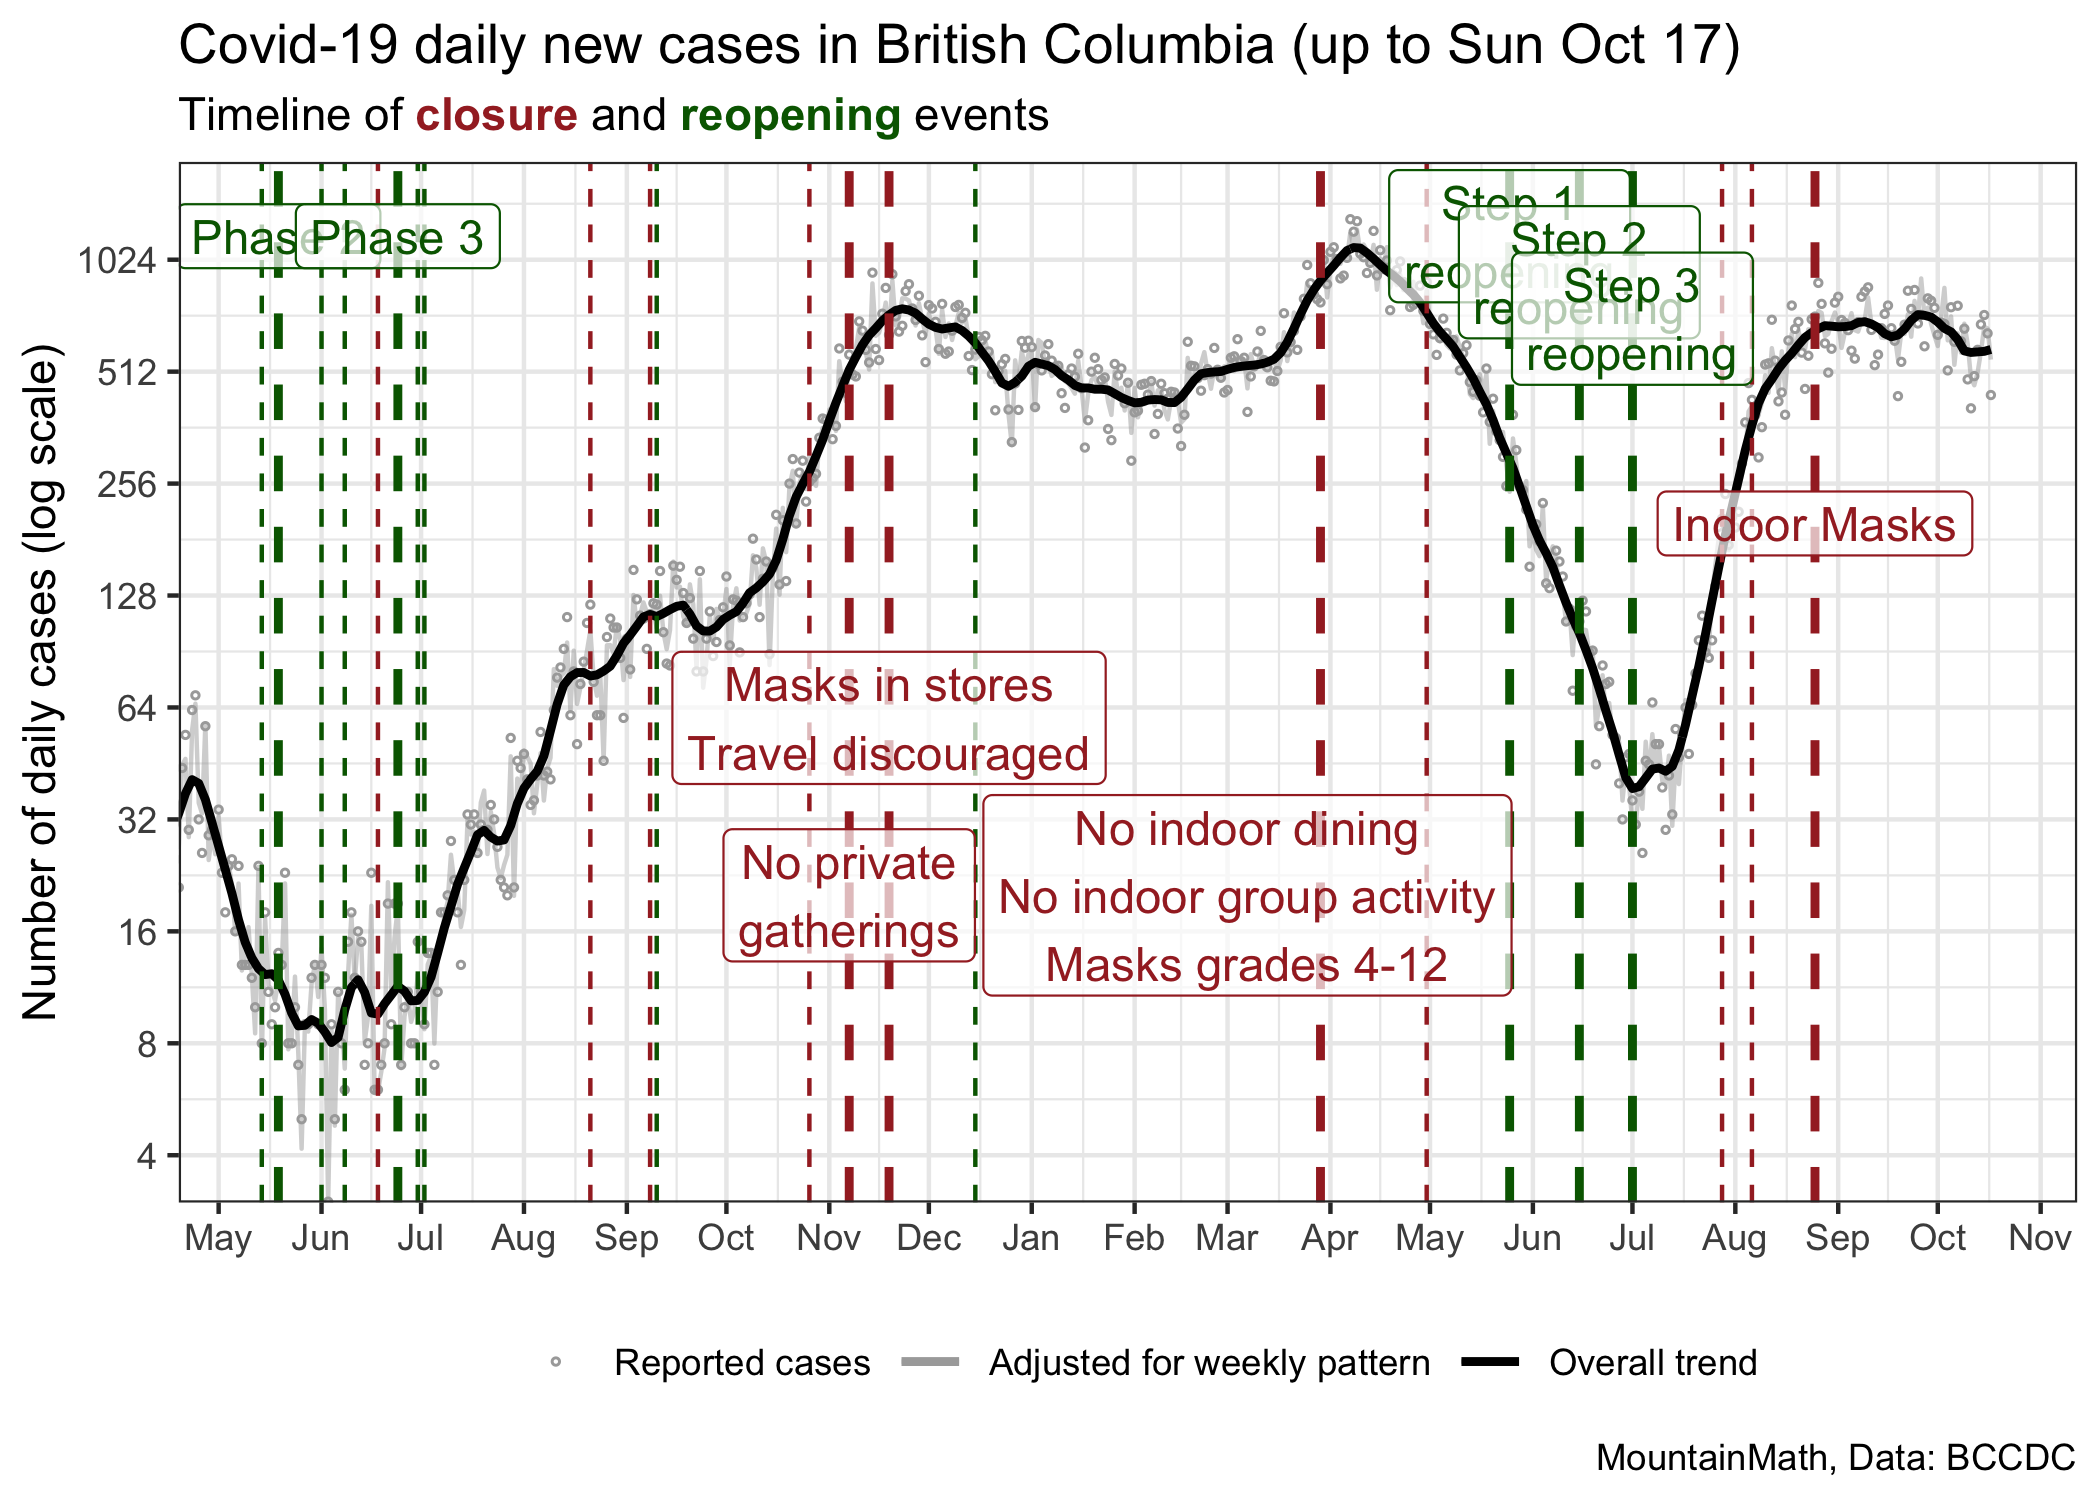 Covid-19 daily new cases in British Columbia (up to Sun Oct 17)
Timeline of closure and reopening events
Number of daily cases (log scale)
1024
512
256
128
64
32
16
8
4
Phase 2
Phase 3
Step 1
reopening
Step 2
reopening
Step 3
reopening
Indoor Masks
Masks in stores
Travel discouraged
No private
gatherings
No indoor dining
No indoor group activity
Masks grades 4-12
May Jun Jul Aug Sep Oct Nov Dec Jan Feb Mar Apr May Jun Jul Aug Sep Oct Nov
Reported cases Adjusted for weekly pattern Overall trend
MountainMath, Data: BCCDC